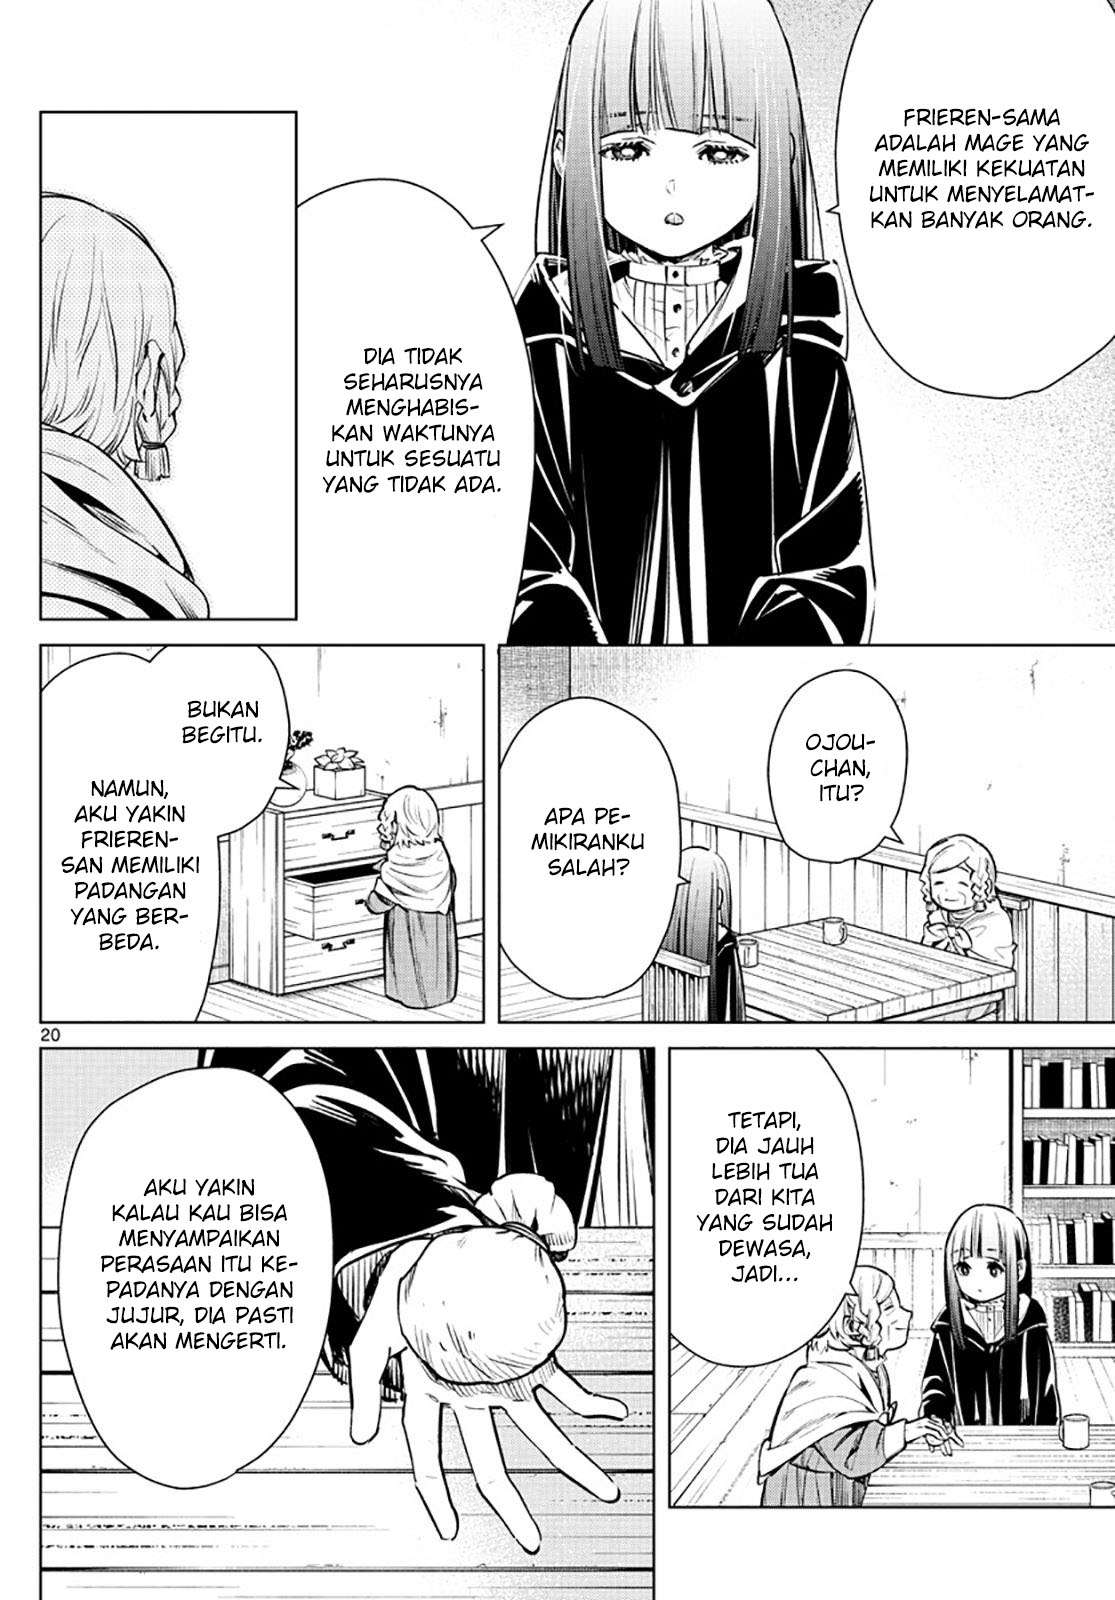 FRIEREN-SAMA
ADALAH MAGE YANG
MEMILIKI KEKUATAN
UNTUK MENYELAMAT-
KAN BANYAK ORANG.
DIA TIDAK
SEHARUSNYA
MENGHABIS-
KAN WAKTUNYA
UNTUK SESUATU
YANG TIDAK ADA.
OJOU-
CHAN,
ITU?
APA PE-
MIKIRANKU
SALAH?
BUKAN
BEGITU.
NAMUN,
AKU YAKIN
FRIEREN-
SAN MEMILIKI
PADANGAN
YANG BER-
BEDA.
20
TETAPI,
DIA JAUH
LEBIH TUA
DARI KITA
YANG SUDAH
DEWASA,
JADI...
AKU YAKIN
KALAU KAU BISA
MENYAMPAIKAN
PERASAAN ITU KE-
PADANYA DENGAN
JUJUR, DIA PASTI
AKAN MENGERTI.